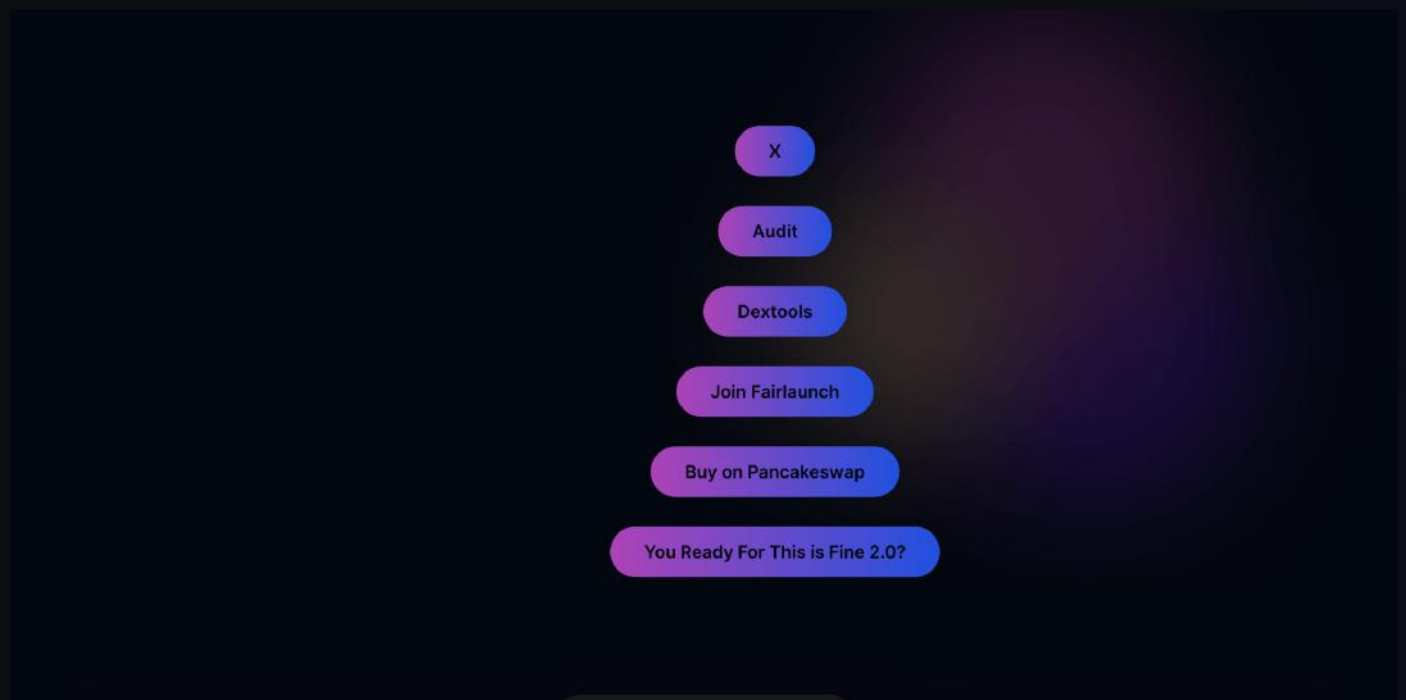 X
Audit
Dextools
Join Fairlaunch
Buy on Pancakeswap
You Ready For This is Fine 2.0?